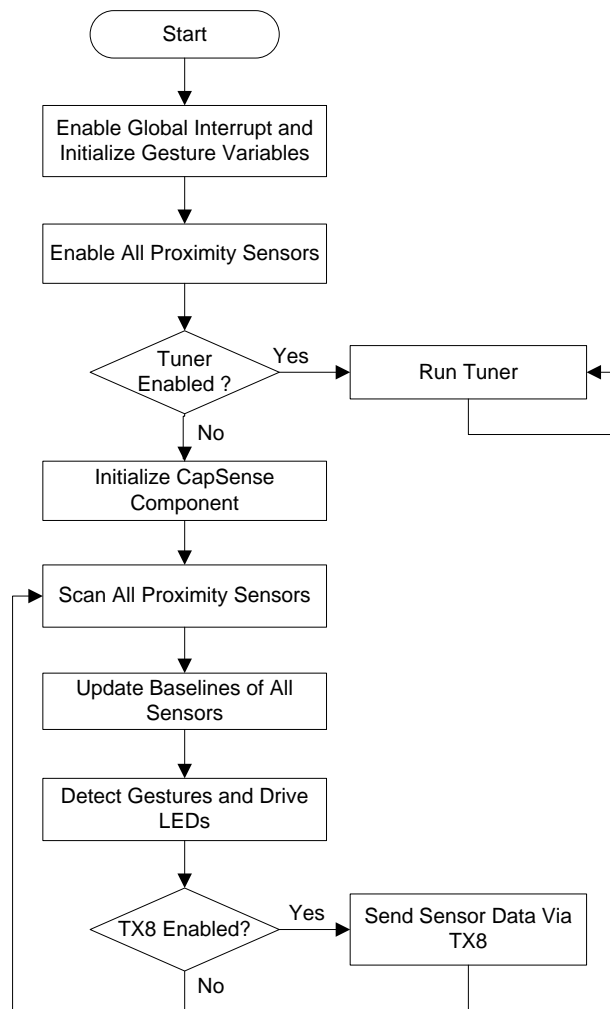 Start
Enable Global Interrupt and
Initialize Gesture Variables
Enable All Proximity Sensors
Tuner
Enabled ?
Yes
Run Tuner
No
Initialize CapSense
Component
Scan All Proximity Sensors
Update Baselines of All
Sensors
Detect Gestures and Drive
LEDs
TX8 Enabled?
Yes
Send Sensor Data Via
TX8
No